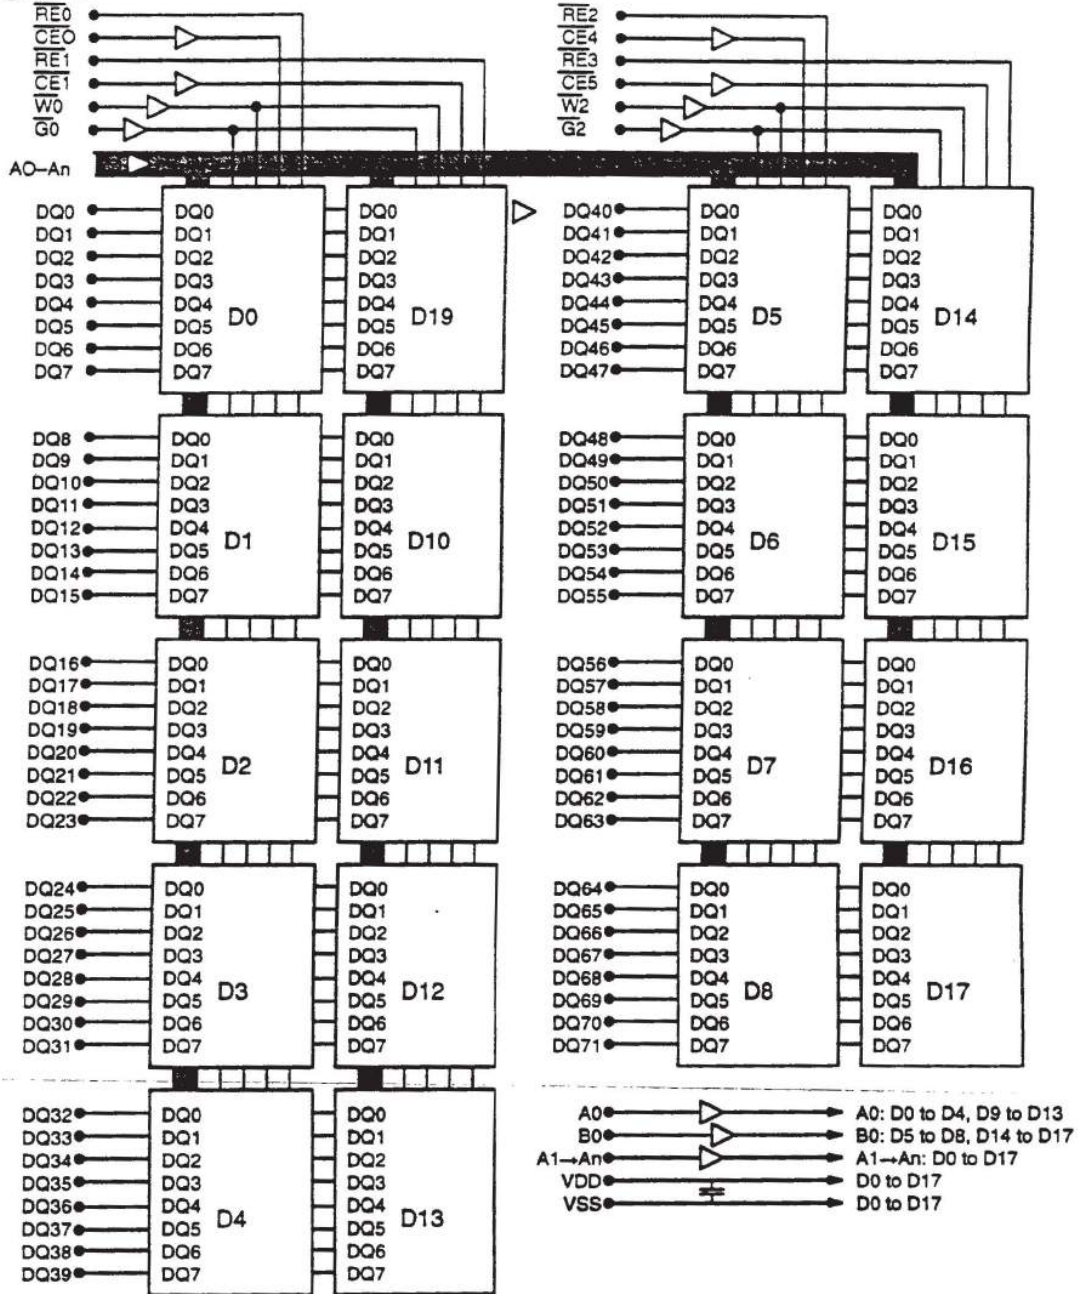 RE0
CEO
RE1
CE1
W0
G0
RE2
CE4
RE3
CE5
W2
G2
AO–An
DQ0 DQ0 DQ0
DQ1 DQ1 DQ1
DQ2 DQ2 DQ2
DQ3 DQ3 DQ3
DQ4 DQ4 DQ4
D0 D19
DQ5 DQ5 DQ5
DQ6 DQ6 DQ6
DQ7 DQ7 DQ7
DQ40 DQ0 DQ0
DQ41 DQ1 DQ1
DQ42 DQ2 DQ2
DQ43 DQ3 DQ3
DQ44 DQ4 DQ4
D5 D14
DQ45 DQ5 DQ5
DQ46 DQ6 DQ6
DQ47 DQ7 DQ7
DQ8 DQ0 DQ0
DQ9 DQ1 DQ1
DQ10 DQ2 DQ2
DQ11 DQ3 DQ3
DQ12 DQ4 DQ4
D1 D10
DQ13 DQ5 DQ5
DQ14 DQ6 DQ6
DQ15 DQ7 DQ7
DQ48 DQ0 DQ0
DQ49 DQ1 DQ1
DQ50 DQ2 DQ2
DQ51 DQ3 DQ3
DQ52 DQ4 DQ4
D6 D15
DQ53 DQ5 DQ5
DQ54 DQ6 DQ6
DQ55 DQ7 DQ7
DQ16 DQ0 DQ0
DQ17 DQ1 DQ1
DQ18 DQ2 DQ2
DQ19 DQ3 DQ3
DQ20 DQ4 DQ4
D2 D11
DQ21 DQ5 DQ5
DQ22 DQ6 DQ6
DQ23 DQ7 DQ7
DQ56 DQ0 DQ0
DQ57 DQ1 DQ1
DQ58 DQ2 DQ2
DQ59 DQ3 DQ3
DQ60 DQ4 DQ4
D7 D16
DQ61 DQ5 DQ5
DQ62 DQ6 DQ6
DQ63 DQ7 DQ7
DQ24 DQ0 DQ0
DQ25 DQ1 DQ1
DQ26 DQ2 DQ2
DQ27 DQ3 DQ3
DQ28 DQ4 DQ4
D3 D12
DQ29 DQ5 DQ5
DQ30 DQ6 DQ6
DQ31 DQ7 DQ7
DQ64 DQ0 DQ0
DQ65 DQ1 DQ1
DQ66 DQ2 DQ2
DQ67 DQ3 DQ3
DQ68 DQ4 DQ4
D8 D17
DQ69 DQ5 DQ5
DQ70 DQ6 DQ6
DQ71 DQ7 DQ7
DQ32 DQ0 DQ0
DQ33 DQ1 DQ1
DQ34 DQ2 DQ2
DQ35 DQ3 DQ3
DQ36 DQ4 DQ4
D4 D13
DQ37 DQ5 DQ5
DQ38 DQ6 DQ6
DQ39 DQ7 DQ7
A0 A0: D0 to D4, D9 to D13
B0 B0: D5 to D8, D14 to D17
A1→An A1→An: D0 to D17
VDD D0 to D17
VSS D0 to D17